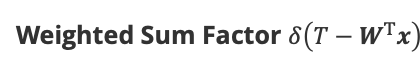 Weighted Sum Factor δ(T − Wᵀx)